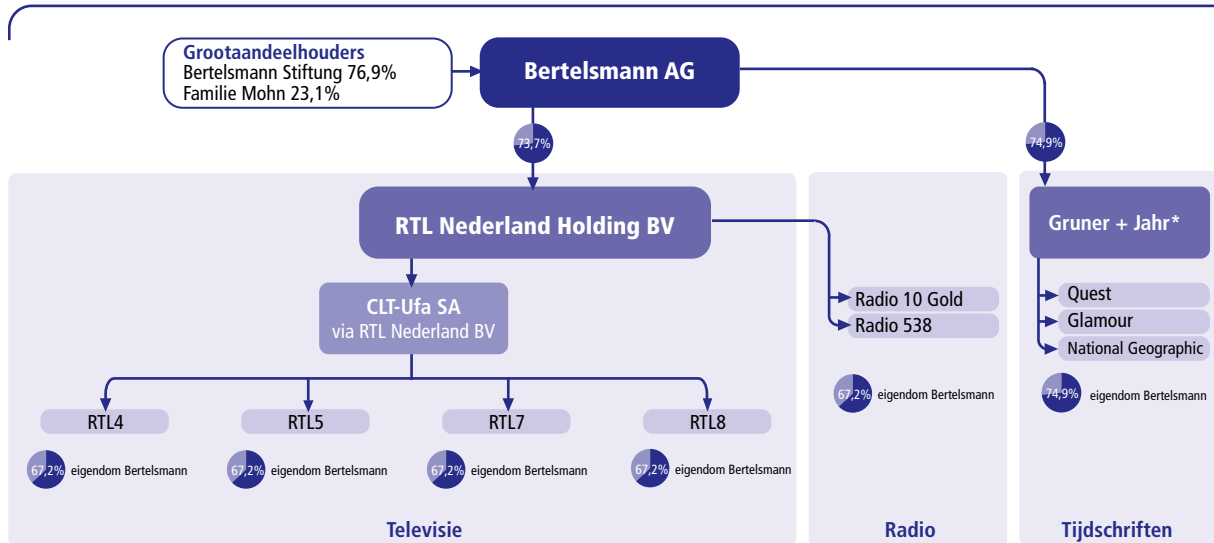 Grootaandeelhouders
Bertelsmann Stiftung 76,9%
Familie Mohn 23,1%
Bertelsmann AG
73,7%
74,9%
RTL Nederland Holding BV
Gruner + Jahr*
CLT-Ufa SA
via RTL Nederland BV
Radio 10 Gold
Radio 538
Quest
Glamour
National Geographic
67,2% eigendom Bertelsmann
74,9% eigendom Bertelsmann
RTL4
RTL5
RTL7
RTL8
67,2% eigendom Bertelsmann
67,2% eigendom Bertelsmann
67,2% eigendom Bertelsmann
67,2% eigendom Bertelsmann
Televisie
Radio
Tijdschriften